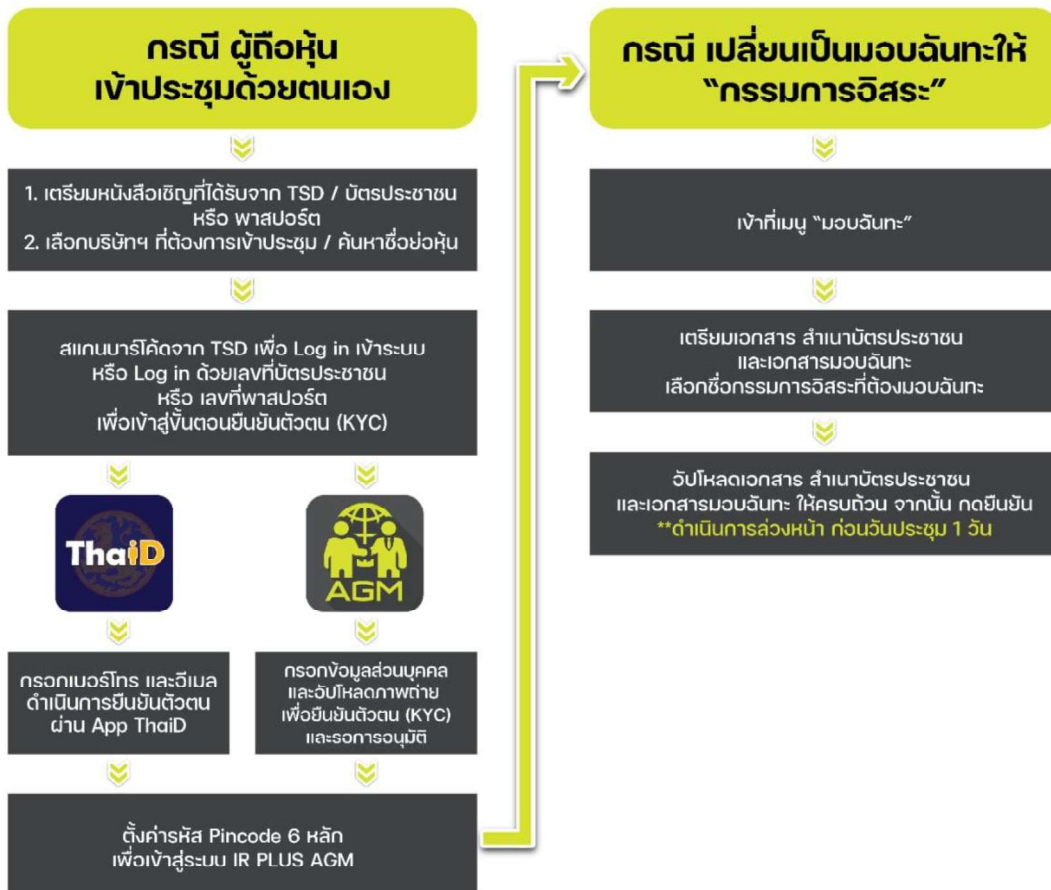 กรณี ผู้ถือหุ้น
เข้าประชุมด้วยตนเอง
1. เตรียมหนังสือเชิญที่ได้รับจาก TSD / บัตรประชาชน
หรือ พาสปอร์ต
2. เลือกบริษัทฯ ที่ต้องการเข้าประชุม / ค้นหาชื่อย่อหุ้น
สแกนบาร์โค้ดจาก TSD เพื่อ Log in เข้าระบบ
หรือ Log in ด้วยเลขที่บัตรประชาชน
หรือ เลขที่พาสปอร์ต
เพื่อเข้าสู่ขั้นตอนยืนยันตัวตน (KYC)
ThaiD
กรอกเบอร์โทร และอีเมล
ดำเนินการยืนยันตัวตน
ผ่าน App ThaiD
AGM
กรอกข้อมูลส่วนบุคคล
และอัปโหลดภาพถ่าย
เพื่อยืนยันตัวตน (KYC)
และรอการอนุมัติ
ตั้งค่ารหัส Pincode 6 หลัก
เพื่อเข้าสู่ระบบ IR PLUS AGM
กรณี เปลี่ยนเป็นมอบฉันทะให้
“กรรมการอิสระ”
เข้าที่เมนู “มอบฉันทะ”
เตรียมเอกสาร สำเนาบัตรประชาชน
และเอกสารมอบฉันทะ
เลือกชื่อกรรมการอิสระที่ต้องมอบฉันทะ
อัปโหลดเอกสาร สำเนาบัตรประชาชน
และเอกสารมอบฉันทะ ให้ครบถ้วน จากนั้น กดยืนยัน
**ดำเนินการล่วงหน้า ก่อนวันประชุม 1 วัน